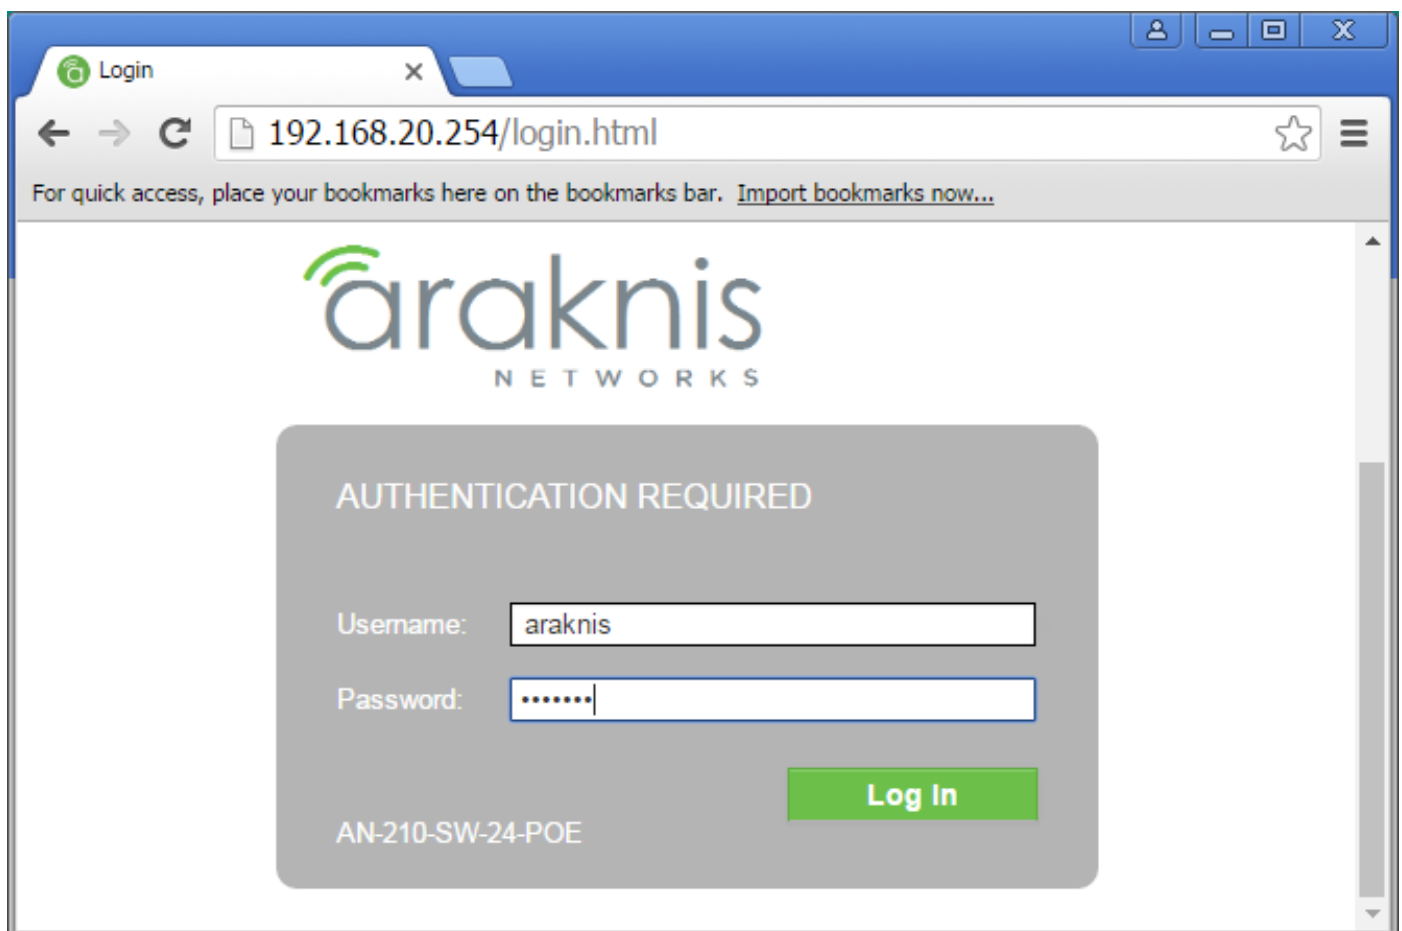 Login
192.168.20.254/login.html
For quick access, place your bookmarks here on the bookmarks bar. Import bookmarks now...
araknis
NETWORKS
AUTHENTICATION REQUIRED
Username: araknis
Password: •••••••
Log In
AN-210-SW-24-POE